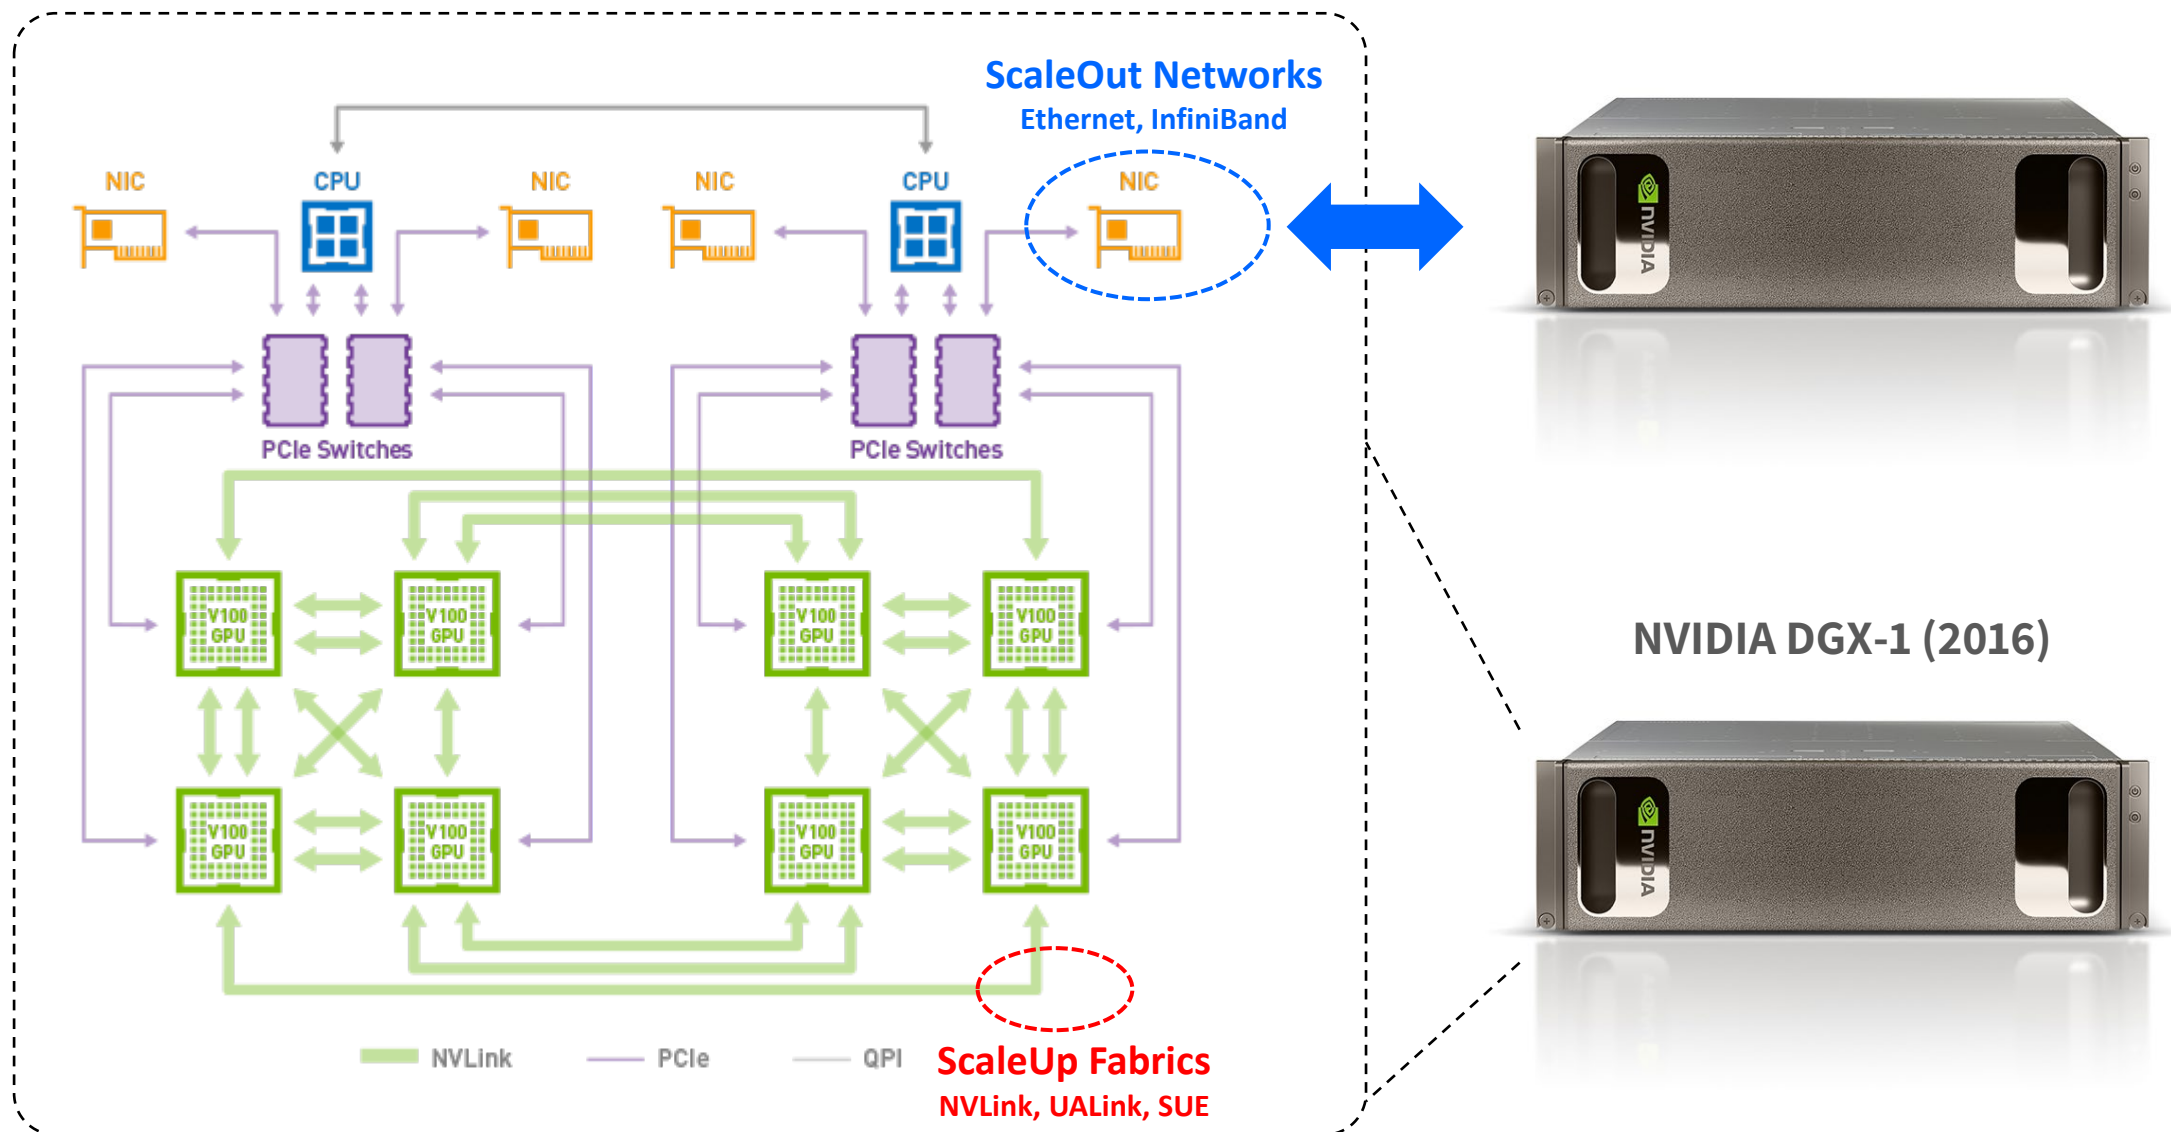 ScaleOut Networks
Ethernet, InfiniBand
NIC
CPU
NIC
NIC
CPU
NIC
PCIe Switches
PCIe Switches
V100
GPU
V100
GPU
V100
GPU
V100
GPU
V100
GPU
V100
GPU
V100
GPU
V100
GPU
NVLink
PCIe
QPI
ScaleUp Fabrics
NVLink, UALink, SUE
NVIDIA
NVIDIA DGX-1 (2016)
NVIDIA